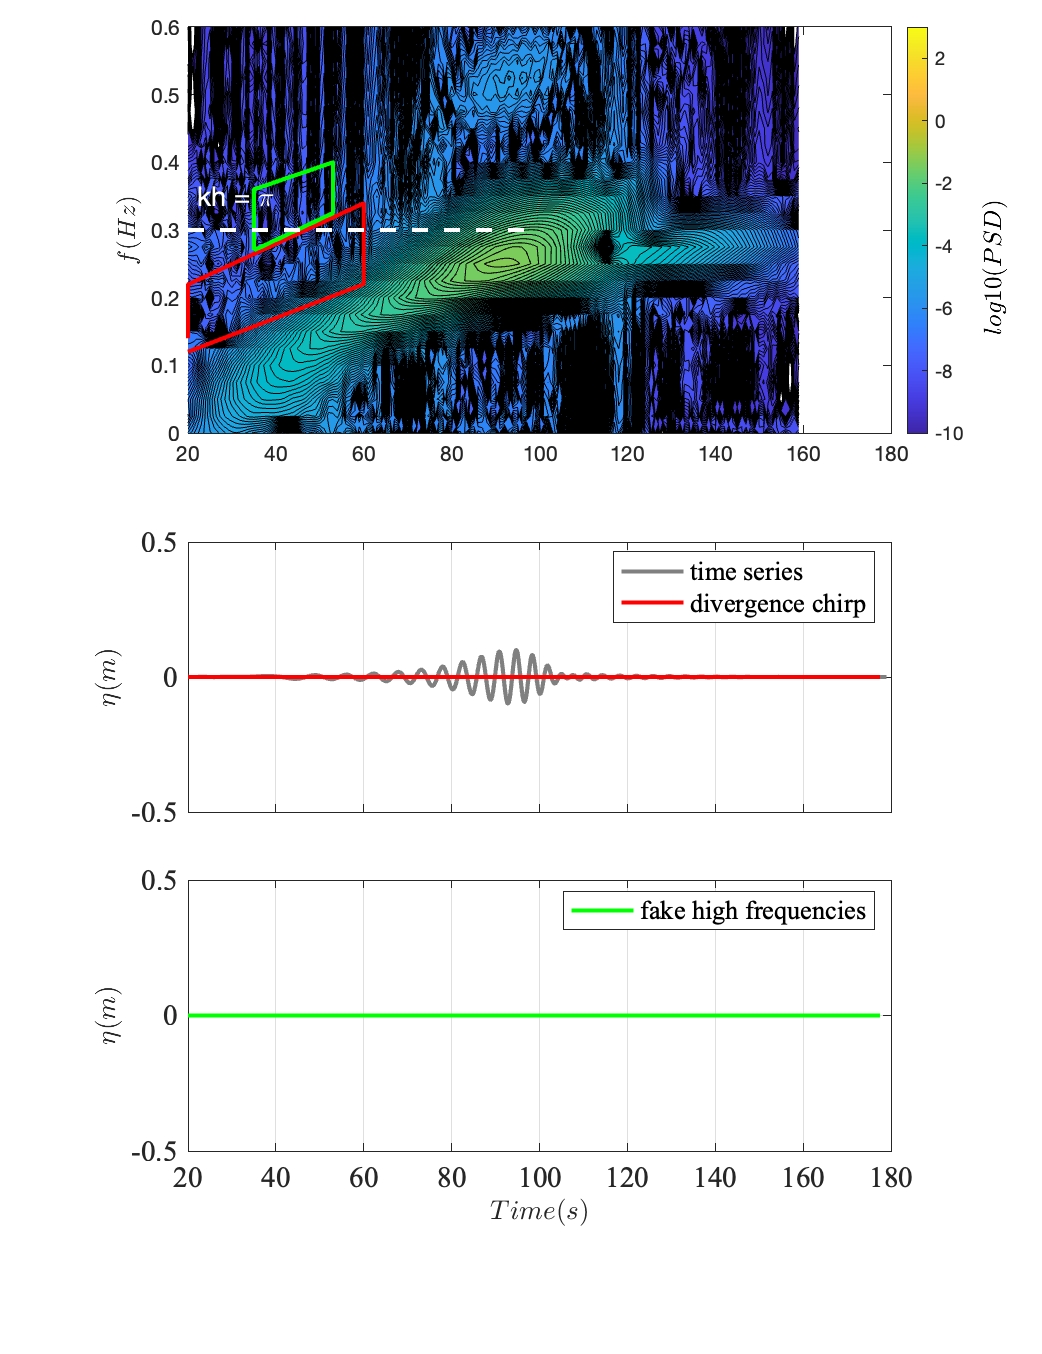 0.6
0.5
0.4
0.3
0.2
0.1
0
f(Hz)
kh = π
20 40 60 80 100 120 140 160 180
2
0
-2
-4
-6
-8
-10
log10(PSD)
0.5
0
-0.5
η(m)
time series
divergence chirp
0.5
0
-0.5
η(m)
fake high frequencies
20 40 60 80 100 120 140 160 180
Time(s)